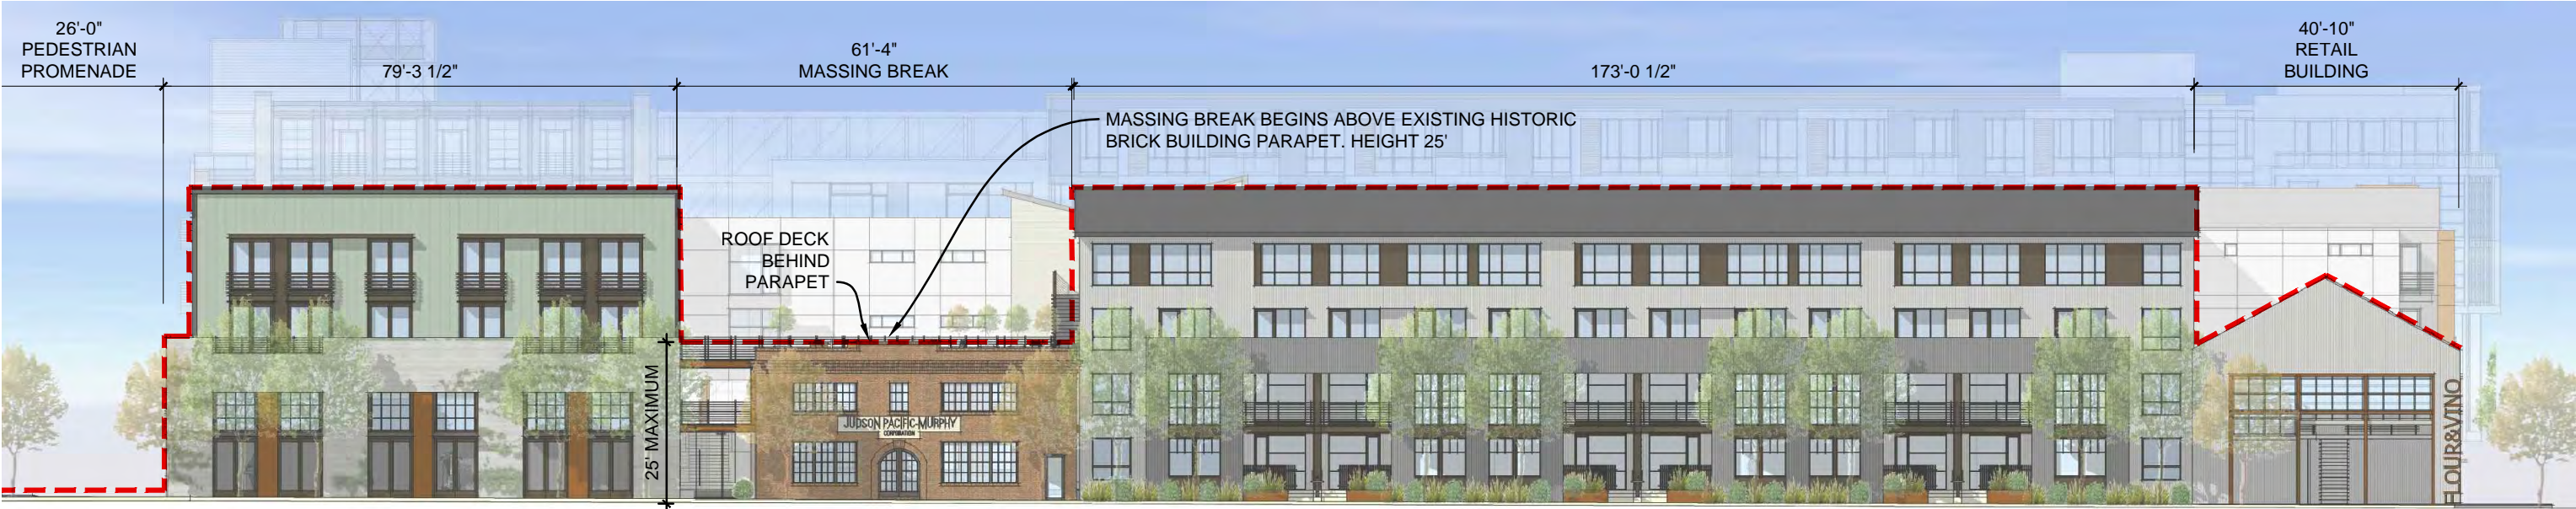 26'-0"
PEDESTRIAN
PROMENADE
79'-3 1/2"
61'-4"
MASSING BREAK
173'-0 1/2"
40'-10"
RETAIL
BUILDING
MASSING BREAK BEGINS ABOVE EXISTING HISTORIC
BRICK BUILDING PARAPET. HEIGHT 25'
ROOF DECK
BEHIND
PARAPET
25' MAXIMUM
JUDSON PACIFIC-MURPHY
CORPORATION
FLOUR&VINO